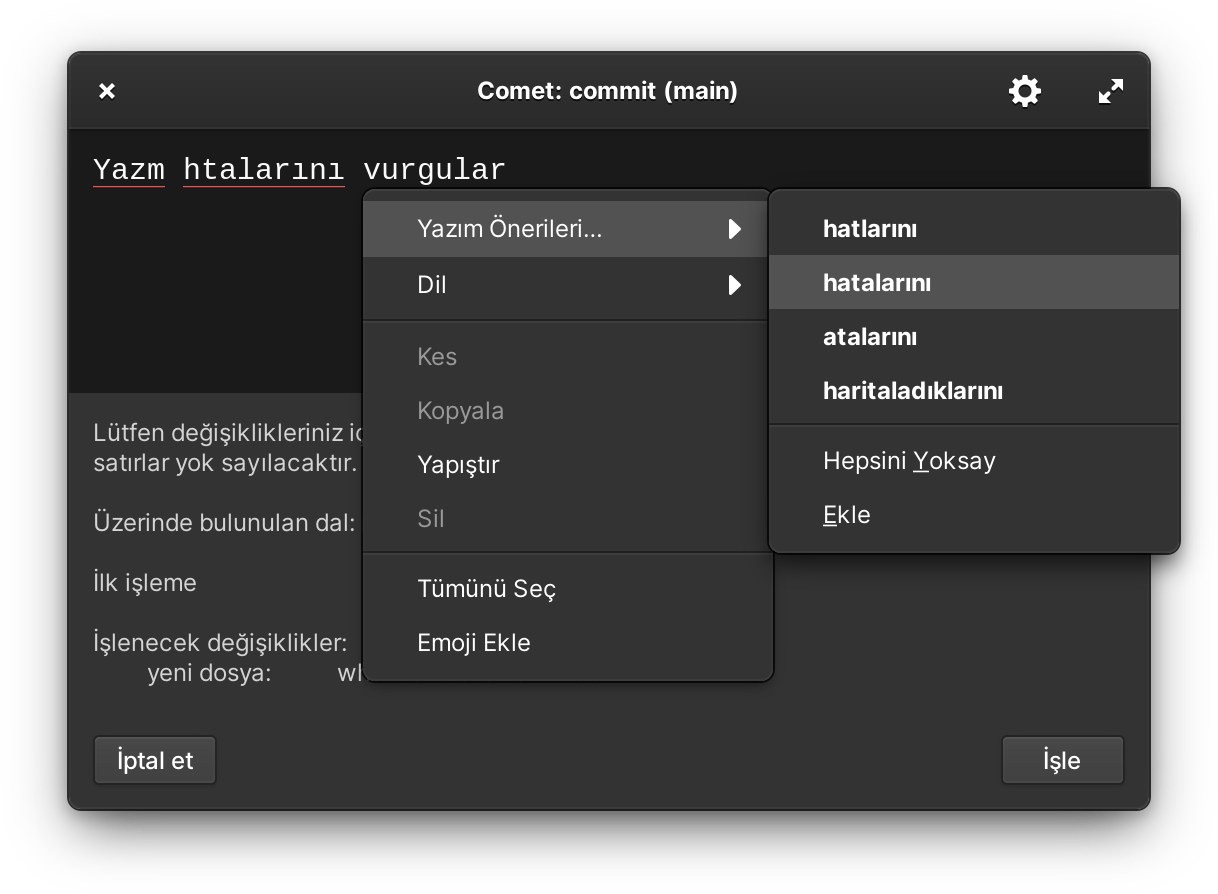 Comet: commit (main)
Yazm htalarını vurgular
Yazım Önerileri...
Dil
Kes
Kopyala
Yapıştır
Sil
Tümünü Seç
Emoji Ekle
hatlarını
hatalarını
atalarını
haritaladıklarını
Hepsini Yoksay
Ekle
Lütfen değişiklikleriniz
satırlar yok sayılacaktır.
Üzerinde bulunulan dal:
İlk işleme
İşlenecek değişiklikler:
yeni dosya:
İptal et
İşle